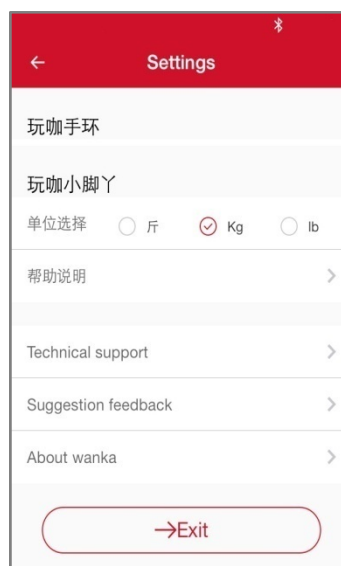 Settings
玩咖手环
玩咖小脚丫
单位选择 斤 Kg lb
帮助说明
Technical support
Suggestion feedback
About wanka
Exit